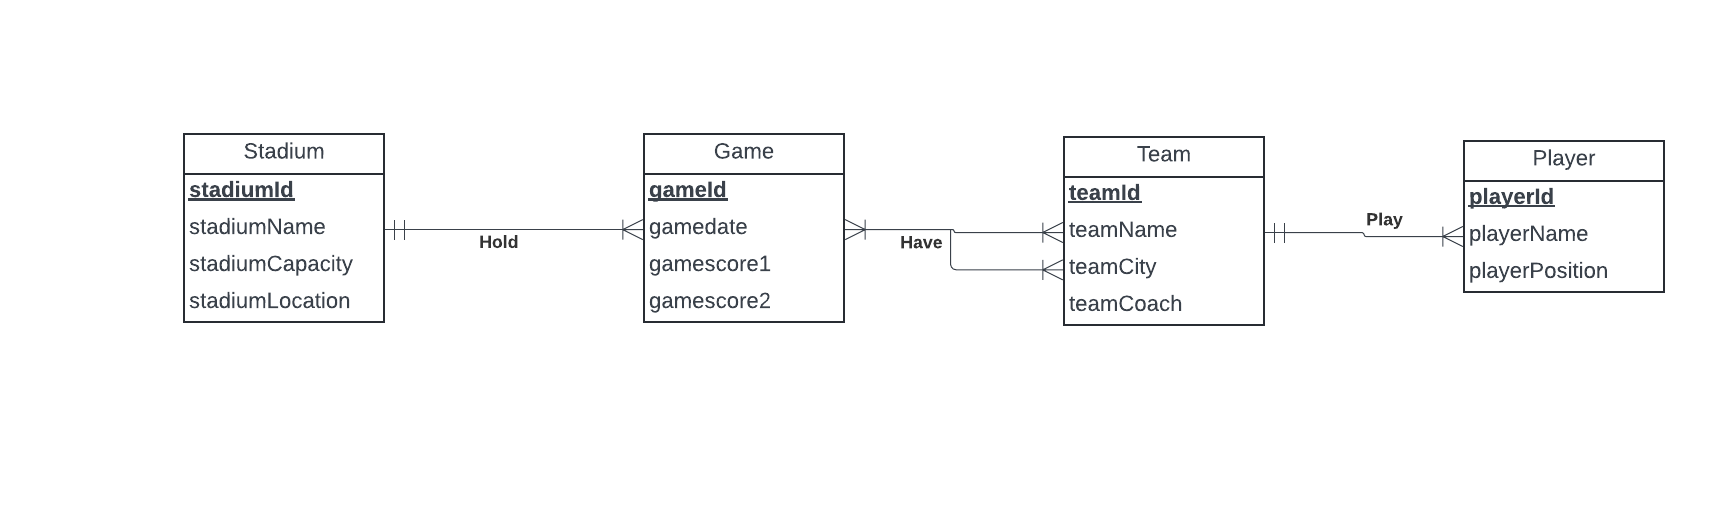 Stadium
stadiumId
stadiumName
stadiumCapacity
stadiumLocation
Hold
Game
gameId
gamedate
gamescore1
gamescore2
Have
Team
teamId
teamName
teamCity
teamCoach
Play
Player
playerId
playerName
playerPosition